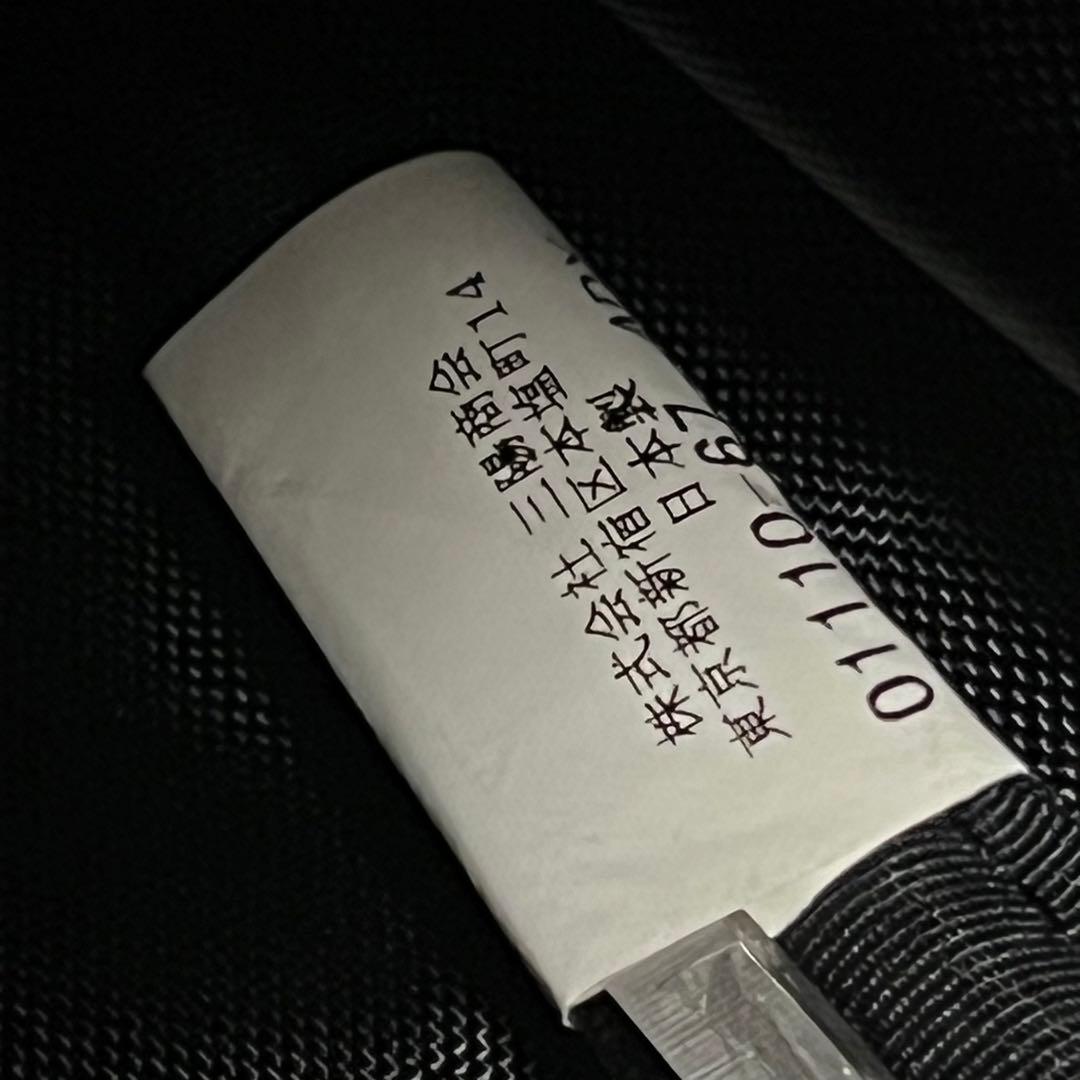 株式会社 三陽商会
東京都新宿区本塩町14
日本製
01110-67